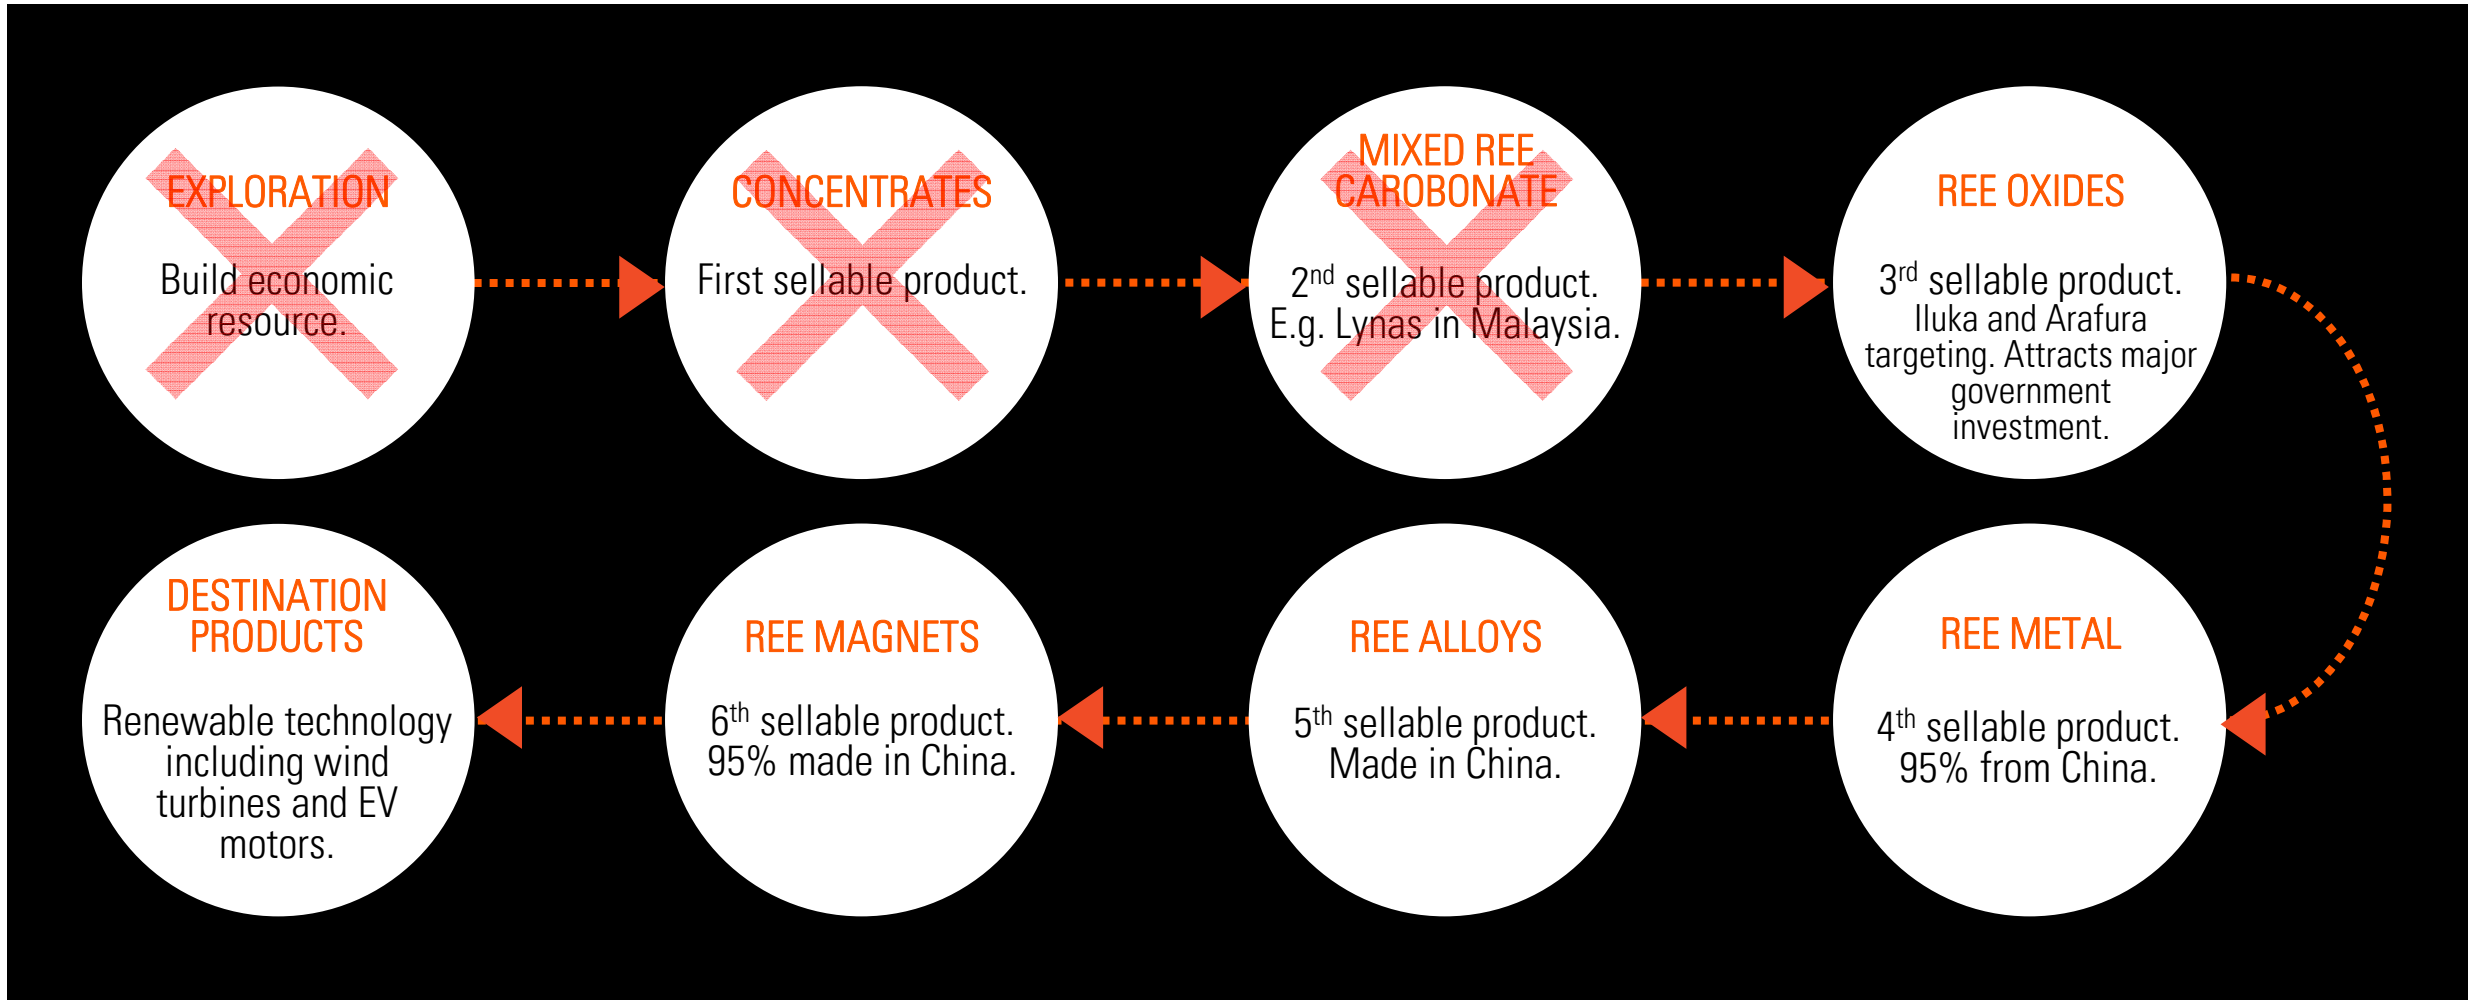 EXPLORATION
Build economic
resource.
CONCENTRATES
First sellable product.
MIXED REE
CAROBONATE
2nd sellable product.
E.g. Lynas in Malaysia.
REE OXIDES
3rd sellable product.
Iluka and Arafura
targeting. Attracts major
government
investment.
DESTINATION
PRODUCTS
Renewable technology
including wind
turbines and EV
motors.
REE MAGNETS
6th sellable product.
95% made in China.
REE ALLOYS
5th sellable product.
Made in China.
REE METAL
4th sellable product.
95% from China.